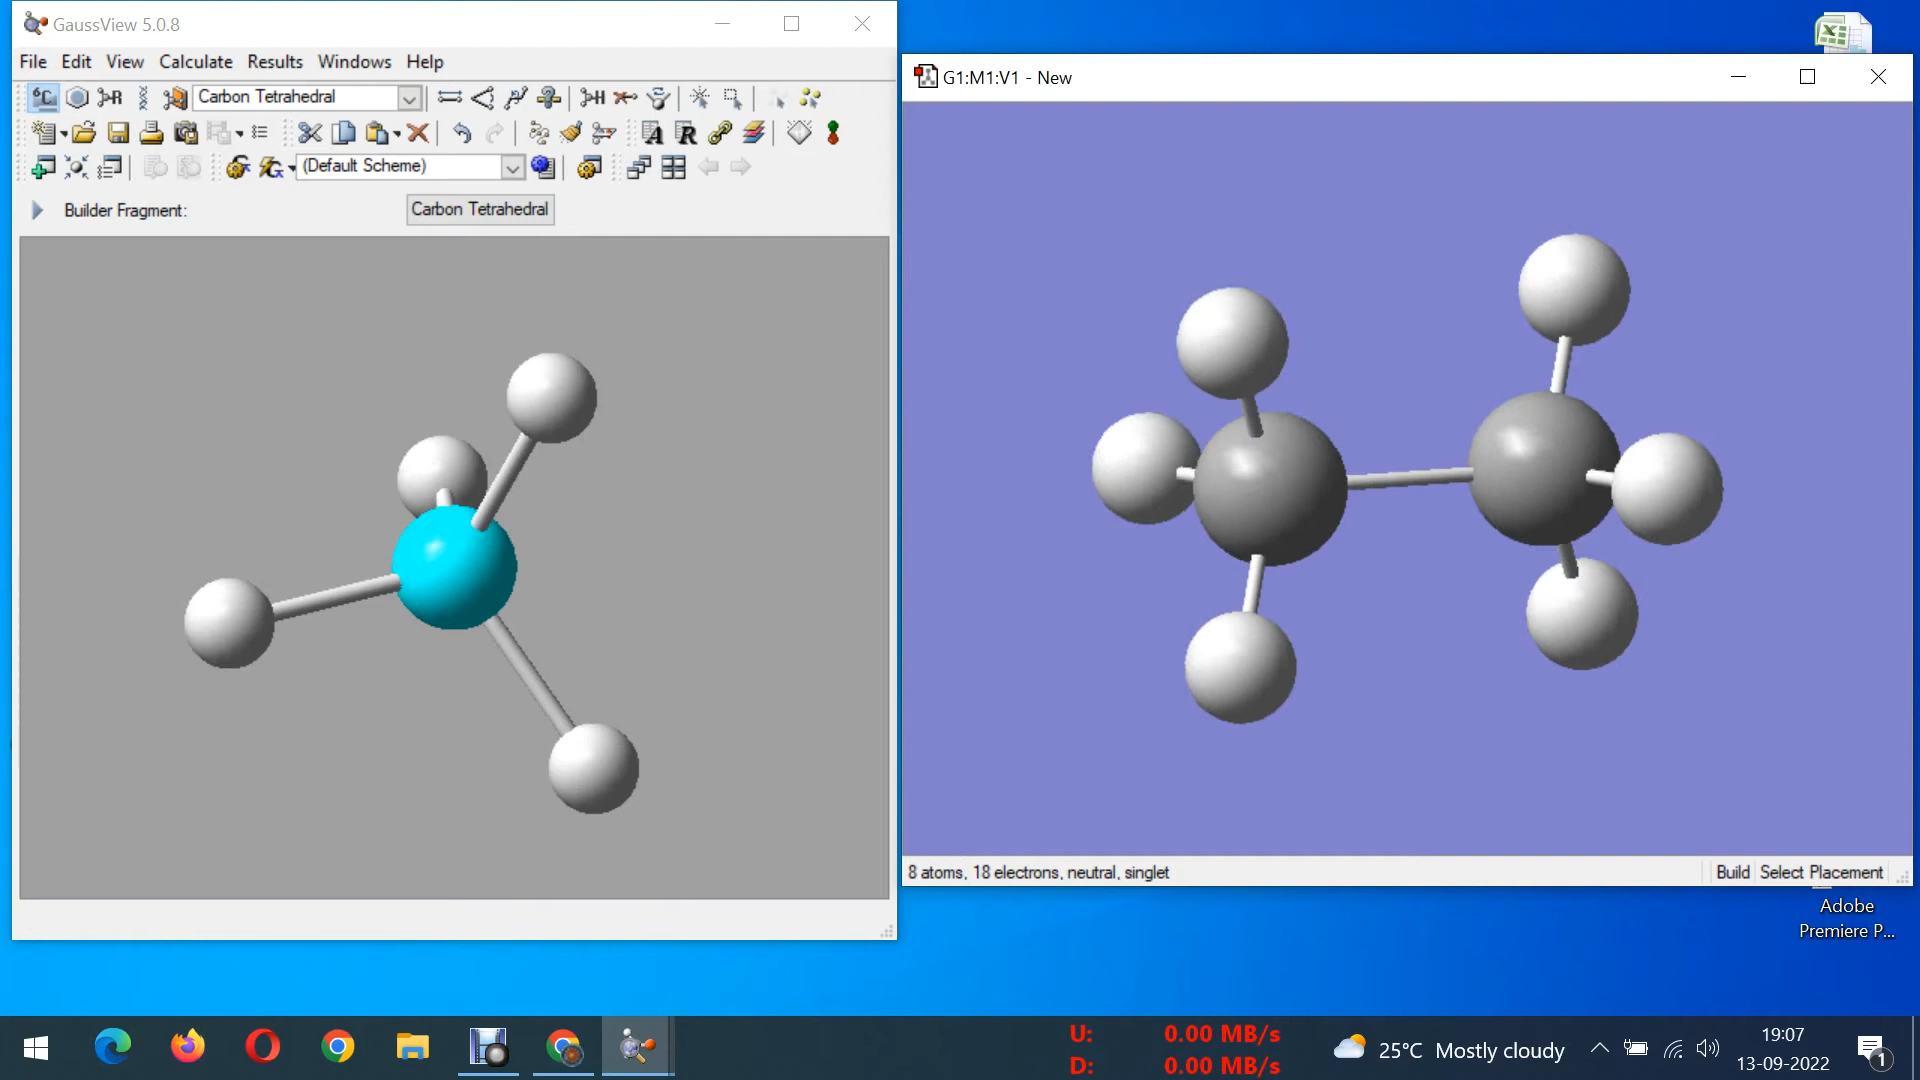 GaussView 5.0.8
File Edit View Calculate Results Windows Help
Carbon Tetrahedral
(Default Scheme)
Builder Fragment:
Carbon Tetrahedral
G1:M1:V1 - New
8 atoms, 18 electrons, neutral, singlet
Build
Select Placement
Adobe
Premiere P...
U: 0.00 MB/s
D: 0.00 MB/s
25°C Mostly cloudy
19:07
13-09-2022
1